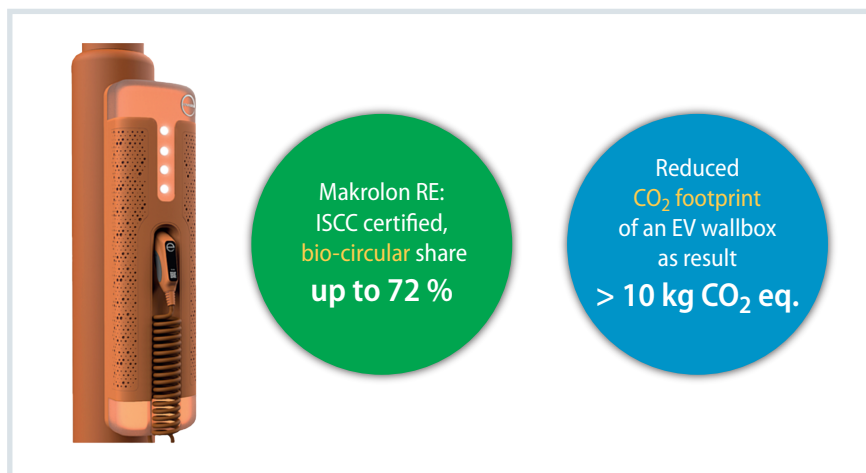 Makrolon RE:
ISCC certified,
bio-circular share
up to 72 %
Reduced
CO₂ footprint
of an EV wallbox
as result
> 10 kg CO₂ eq.